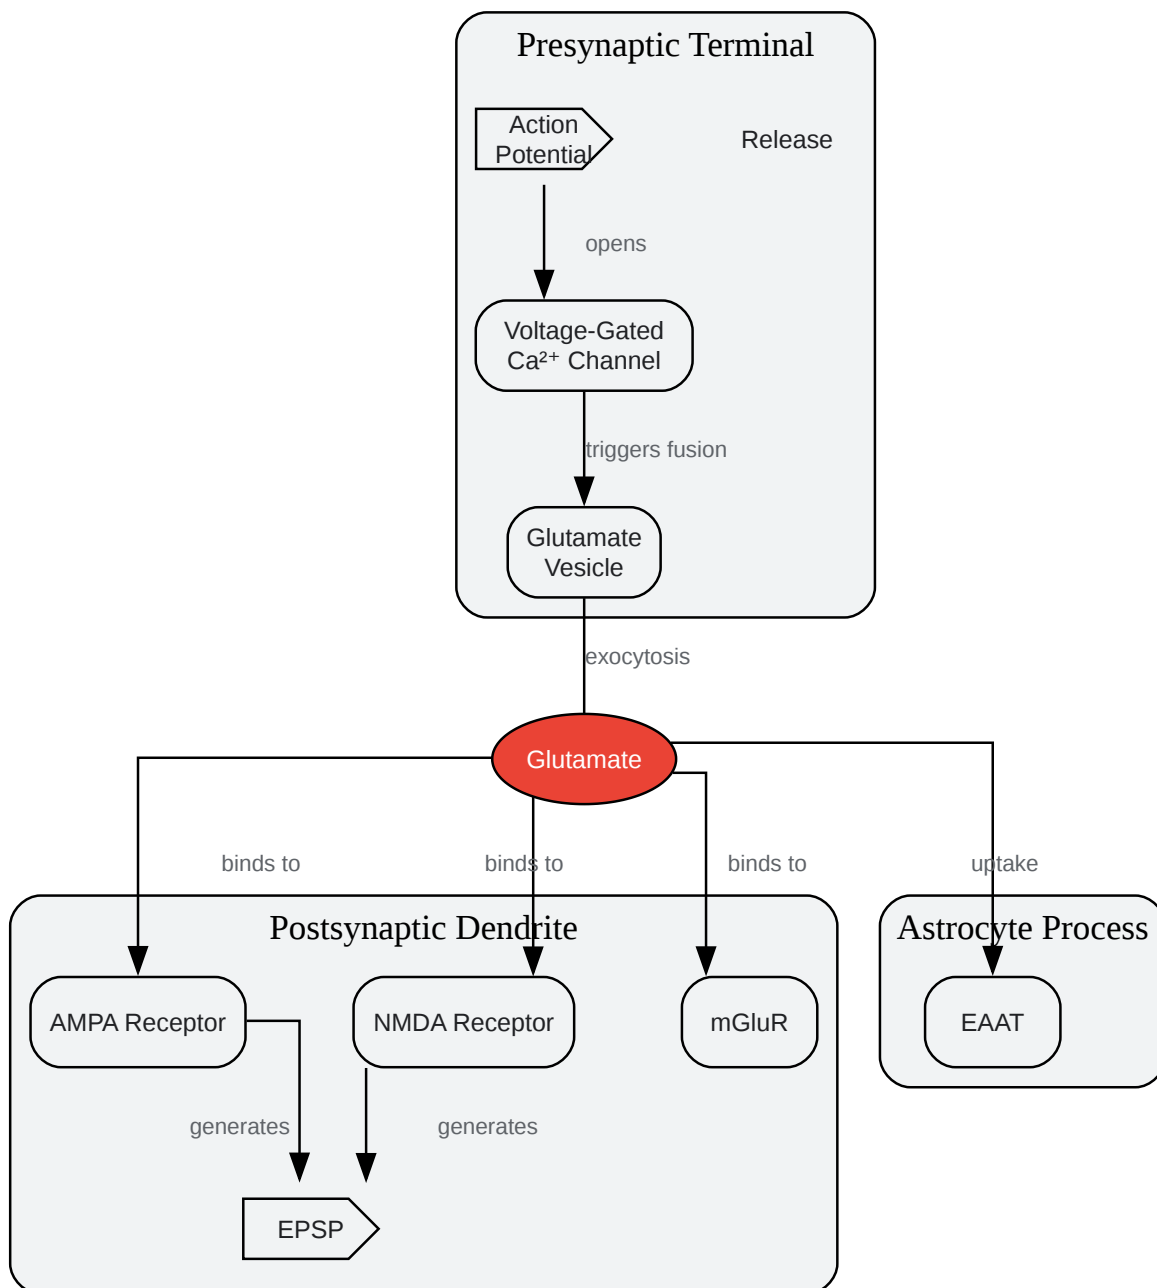 Presynaptic Terminal
Action
Potential
Release
opens
Voltage-Gated
Ca²⁺ Channel
triggers fusion
Glutamate
Vesicle
exocytosis
Glutamate
binds to
binds to
binds to
uptake
Postsynaptic Dendrite
Astrocyte Process
AMPA Receptor
NMDA Receptor
mGluR
EAAT
generates
generates
EPSP